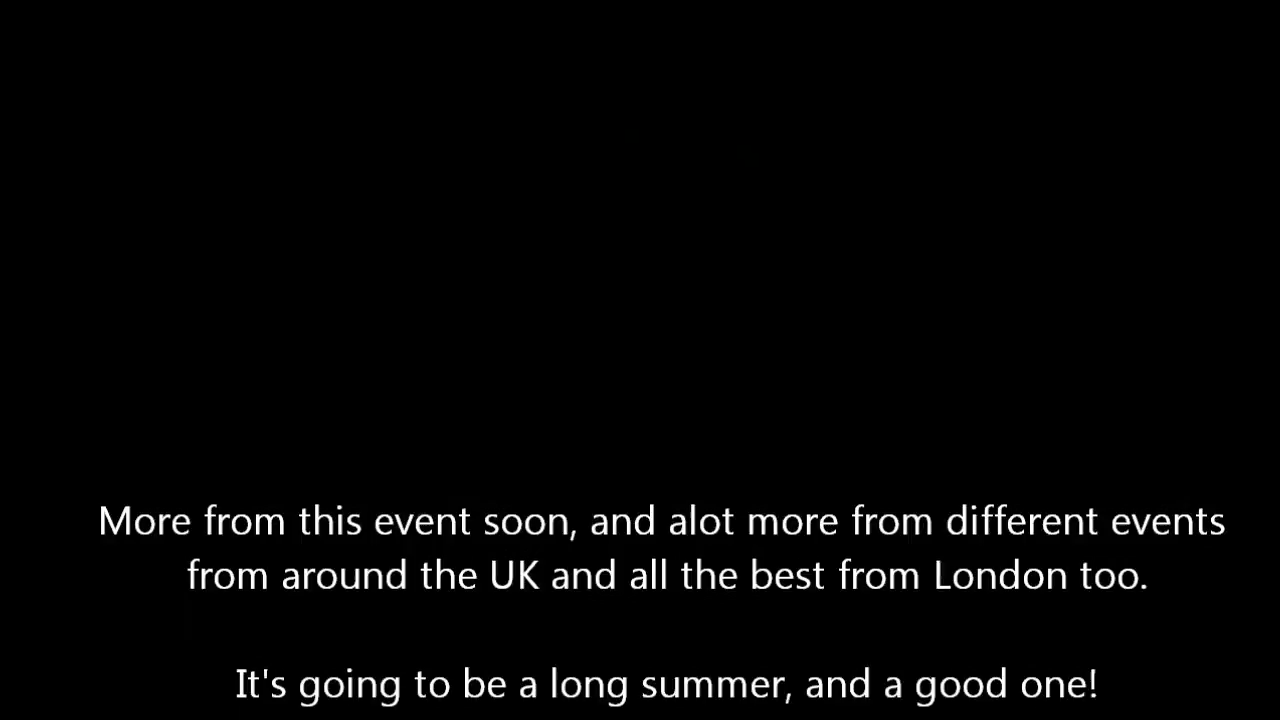 More from this event soon, and alot more from different events
from around the UK and all the best from London too.
It's going to be a long summer, and a good one!